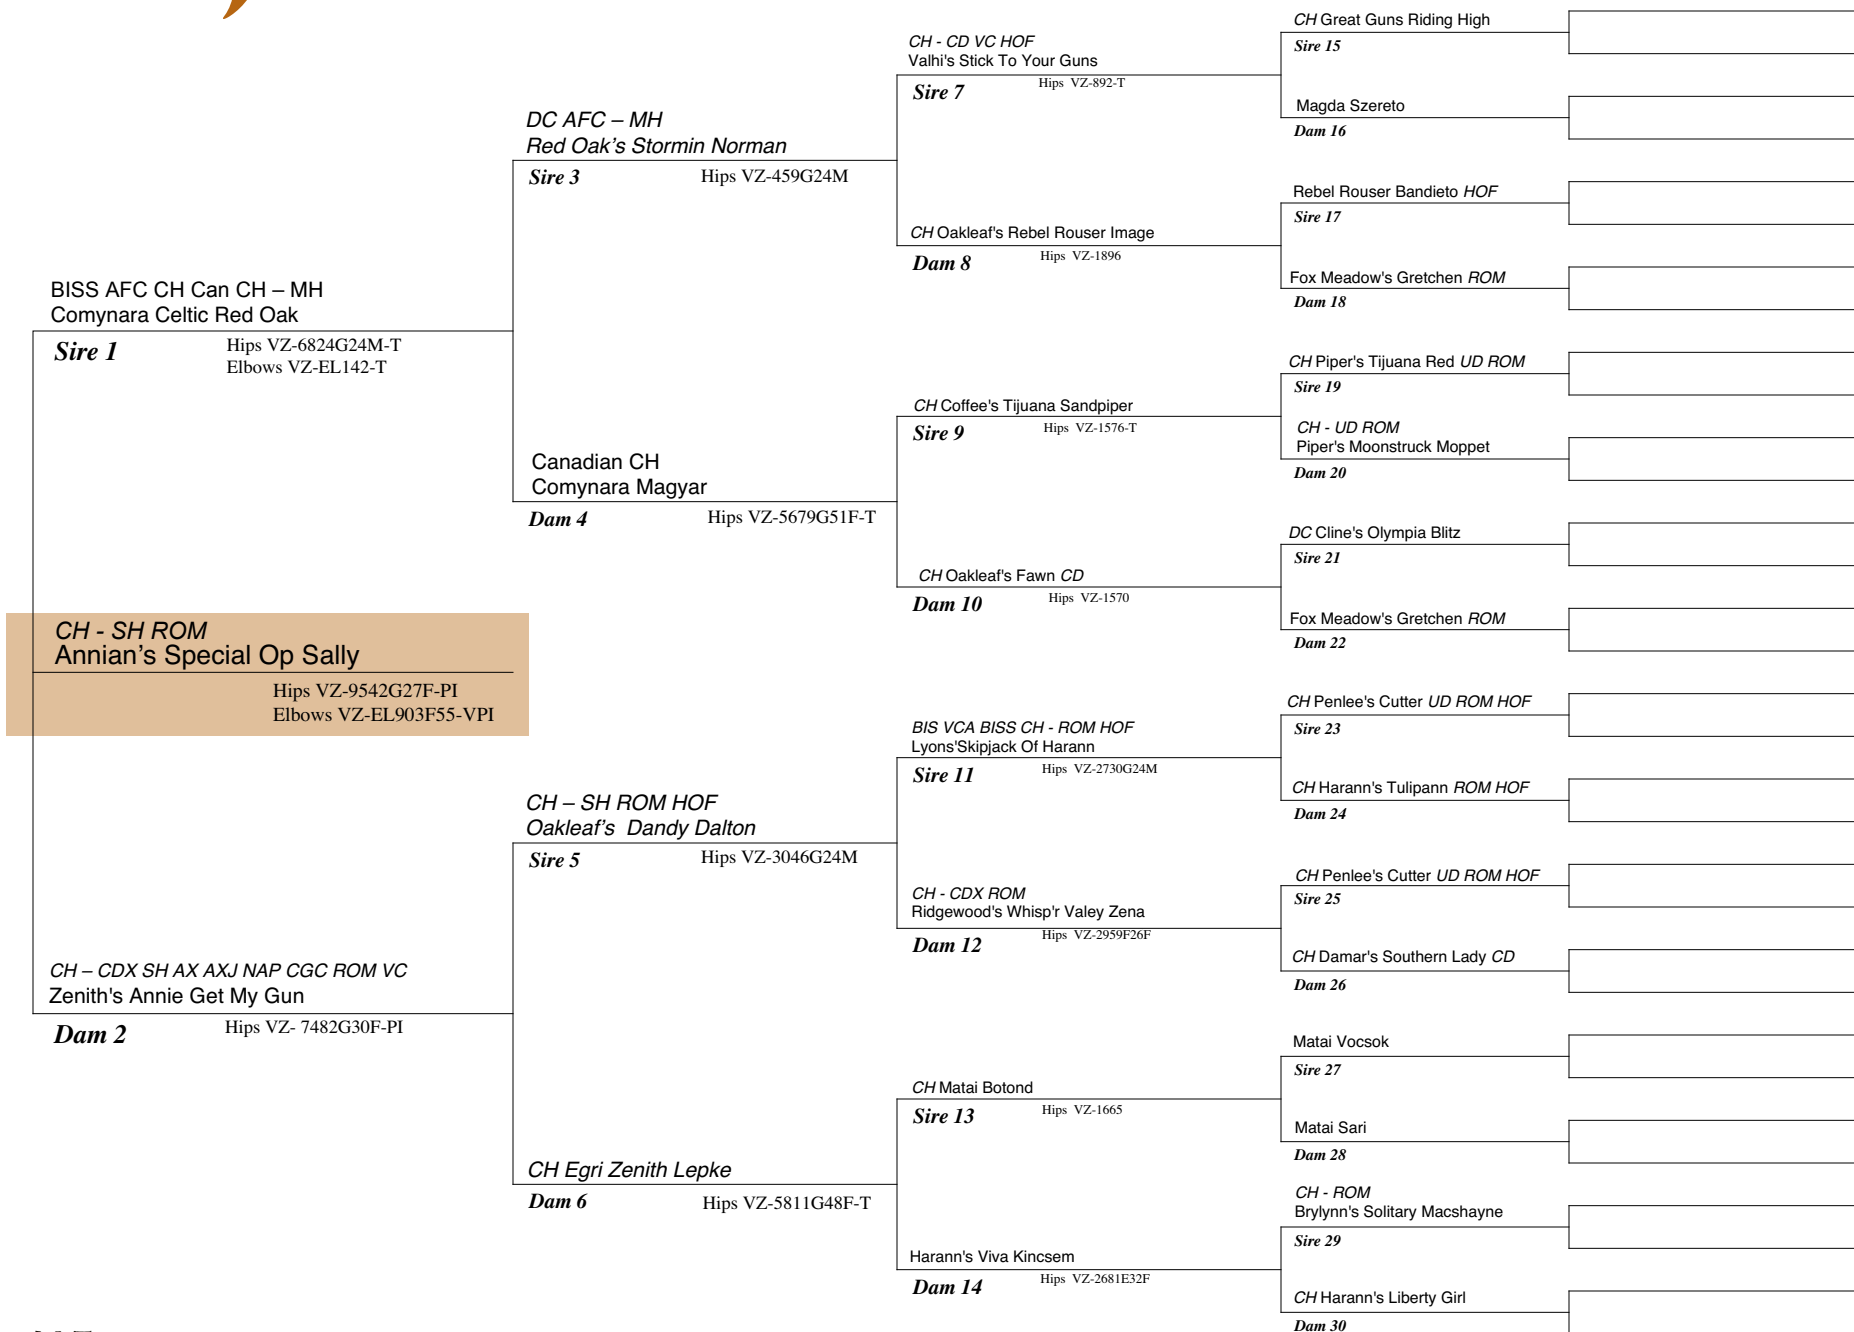 BISS AFC CH Can CH – MH
Comynara Celtic Red Oak
Sire 1
Hips VZ-6824G24M-T
Elbows VZ-EL142-T
CH - SH ROM
Annian’s Special Op Sally
Hips VZ-9542G27F-PI
Elbows VZ-EL903F55-VPI
CH – CDX SH AX AXJ NAP CGC ROM VC
Zenith's Annie Get My Gun
Dam 2
Hips VZ- 7482G30F-PI
DC AFC – MH
Red Oak’s Stormin Norman
Sire 3
Hips VZ-459G24M
Canadian CH
Comynara Magyar
Dam 4
Hips VZ-5679G51F-T
CH – SH ROM HOF
Oakleaf’s Dandy Dalton
Sire 5
Hips VZ-3046G24M
CH Egri Zenith Lepke
Dam 6
Hips VZ-5811G48F-T
CH - CD VC HOF
Valhi's Stick To Your Guns
Sire 7
Hips VZ-892-T
CH Oakleaf's Rebel Rouser Image
Dam 8
Hips VZ-1896
CH Coffee's Tijuana Sandpiper
Sire 9
Hips VZ-1576-T
CH Oakleaf's Fawn CD
Dam 10
Hips VZ-1570
BIS VCA BISS CH - ROM HOF
Lyons'Skipjack Of Harann
Sire 11
Hips VZ-2730G24M
CH - CDX ROM
Ridgewood's Whisp'r Valey Zena
Dam 12
Hips VZ-2959F26F
CH Matai Botond
Sire 13
Hips VZ-1665
Harann's Viva Kincsem
Dam 14
Hips VZ-2681E32F
CH Great Guns Riding High
Sire 15
Magda Szereto
Dam 16
Rebel Rouser Bandieto HOF
Sire 17
Fox Meadow's Gretchen ROM
Dam 18
CH Piper's Tijuana Red UD ROM
Sire 19
CH - UD ROM
Piper's Moonstruck Moppet
Dam 20
DC Cline's Olympia Blitz
Sire 21
Fox Meadow's Gretchen ROM
Dam 22
CH Penlee's Cutter UD ROM HOF
Sire 23
CH Harann's Tulipann ROM HOF
Dam 24
CH Penlee's Cutter UD ROM HOF
Sire 25
CH Damar's Southern Lady CD
Dam 26
Matai Vocsok
Sire 27
Matai Sari
Dam 28
CH - ROM
Brylynn's Solitary Macshayne
Sire 29
CH Harann's Liberty Girl
Dam 30